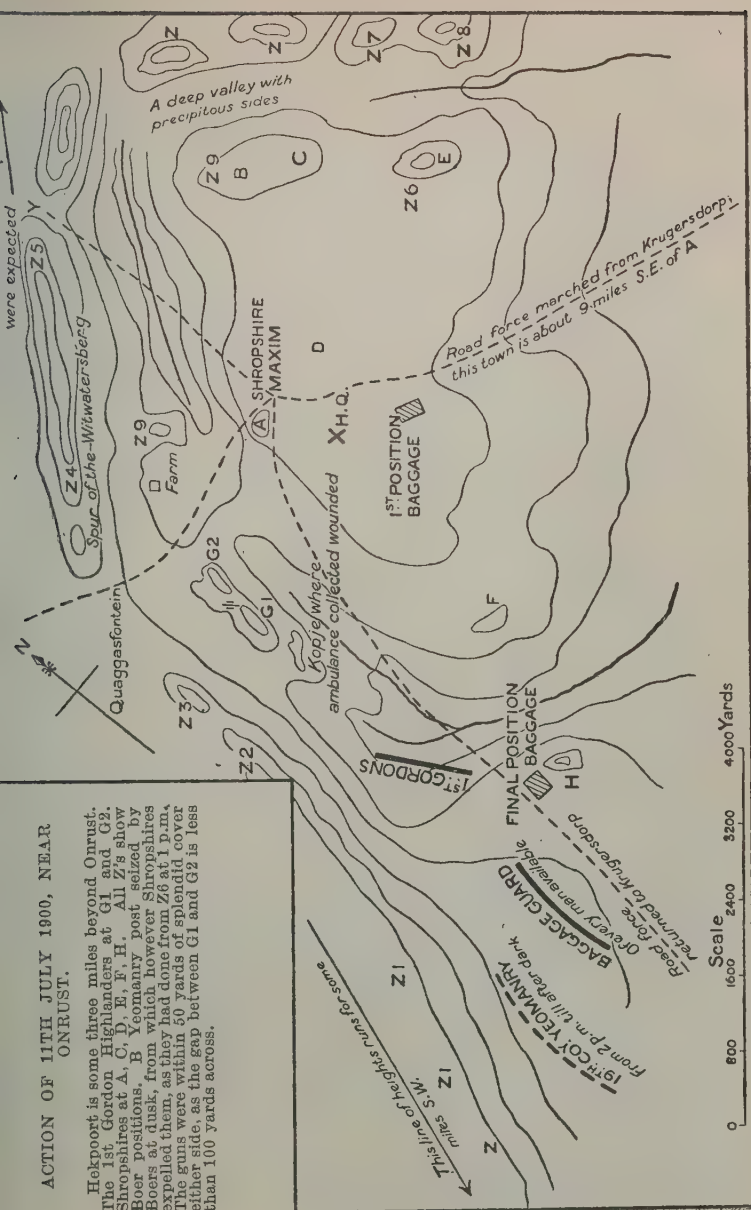 ACTION OF 11TH JULY 1900, NEAR
ONRUST.
Hekpoort is some three miles beyond Onrust.
The 1st Gordon Highlanders at G1 and G2.
Shropshires at A, C, D, E, F, H. All Z's show
Boer positions. B Yeomanry post seized by
Boers at dusk, from which however Shropshires
expelled them, as they had done from Z6 at 1 p.m.
The guns were within 50 yards of splendid cover
either side, as the gap between G1 and G2 is less
than 100 yards across.
were expected
N
Y
Z5
Z4
Spur of the Witwatersberg
Quaggasfontein
Z
Z
Z7
Z8
A deep valley with
precipitous sides
Z9
B
C
Z6
E
Z9
Farm
A
SHROPSHIRE
MAXIM
D
X H.Q.
1ST POSITION
BAGGAGE
Road force marched from Krugersdorp;
this town is about 9 miles S.E. of A
G2
G1
Kopje where
ambulance collected wounded
F
Z3
Z2
1ST GORDONS
FINAL POSITION
BAGGAGE
H
BAGGAGE GUARD
Of every man available
19TH COY YEOMANRY
From 2 p.m. till after dark
Road force
returned to Krugersdorp
Z1
Z1
Z
This line of heights runs for some
miles S.W.
Scale
0 800 1600 2400 3200 4000 Yards